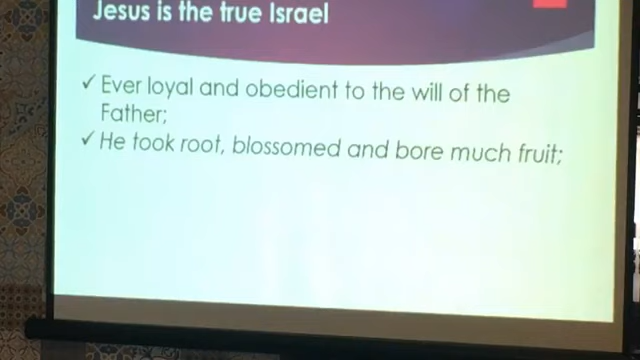 Jesus is the true Israel
✓ Ever loyal and obedient to the will of the
Father;
✓ He took root, blossomed and bore much fruit;